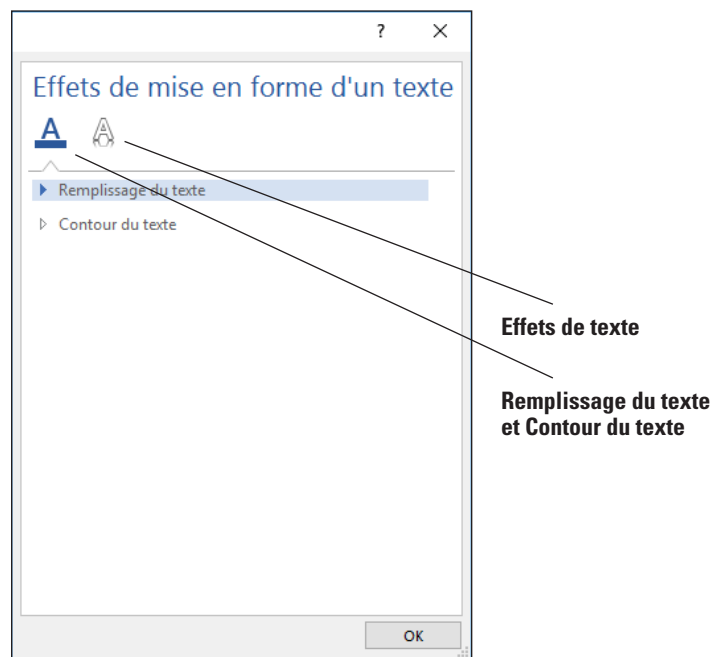 ?
Effets de mise en forme d'un texte
A A
Remplissage du texte
Contour du texte
Effets de texte
Remplissage du texte
et Contour du texte
OK